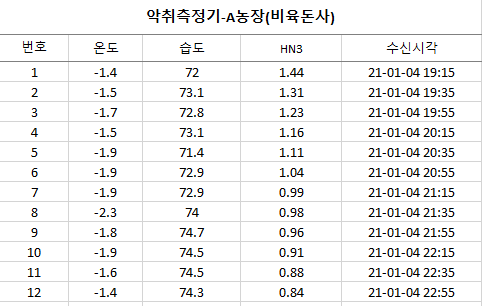 악취측정기-A농장(비육돈사)
번호 온도 습도 HN3 수신시각
1 -1.4 72 1.44 21-01-04 19:15
2 -1.5 73.1 1.31 21-01-04 19:35
3 -1.7 72.8 1.23 21-01-04 19:55
4 -1.5 73.1 1.16 21-01-04 20:15
5 -1.9 71.4 1.11 21-01-04 20:35
6 -1.9 72.9 1.04 21-01-04 20:55
7 -1.9 72.9 0.99 21-01-04 21:15
8 -2.3 74 0.98 21-01-04 21:35
9 -1.8 74.7 0.96 21-01-04 21:55
10 -1.9 74.5 0.91 21-01-04 22:15
11 -1.6 74.5 0.88 21-01-04 22:35
12 -1.4 74.3 0.84 21-01-04 22:55